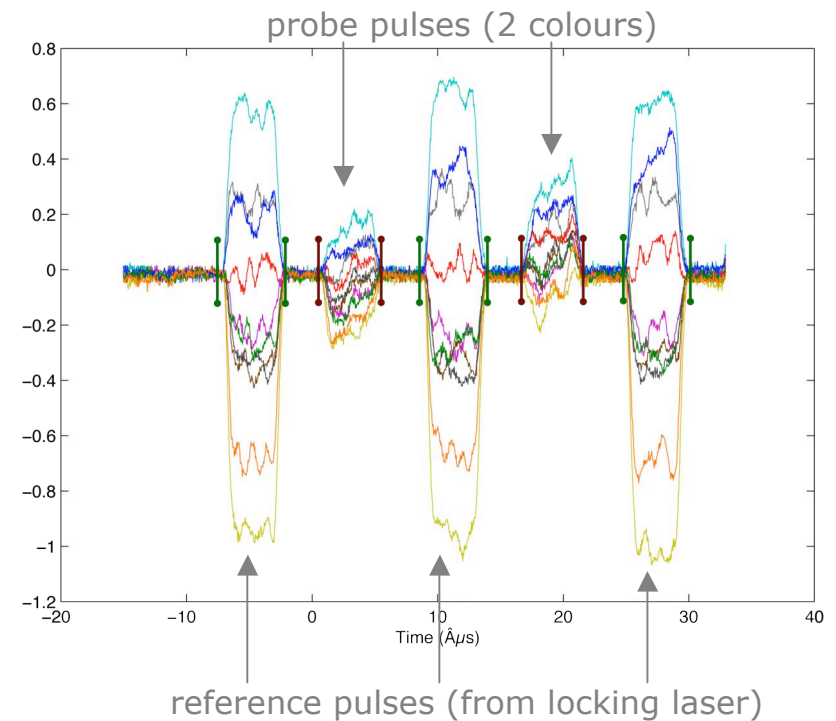 probe pulses (2 colours)
0.8
0.6
0.4
0.2
0
−0.2
−0.4
−0.6
−0.8
−1
−1.2
−20 −10 0 10 20 30 40
Time (Âµs)
reference pulses (from locking laser)